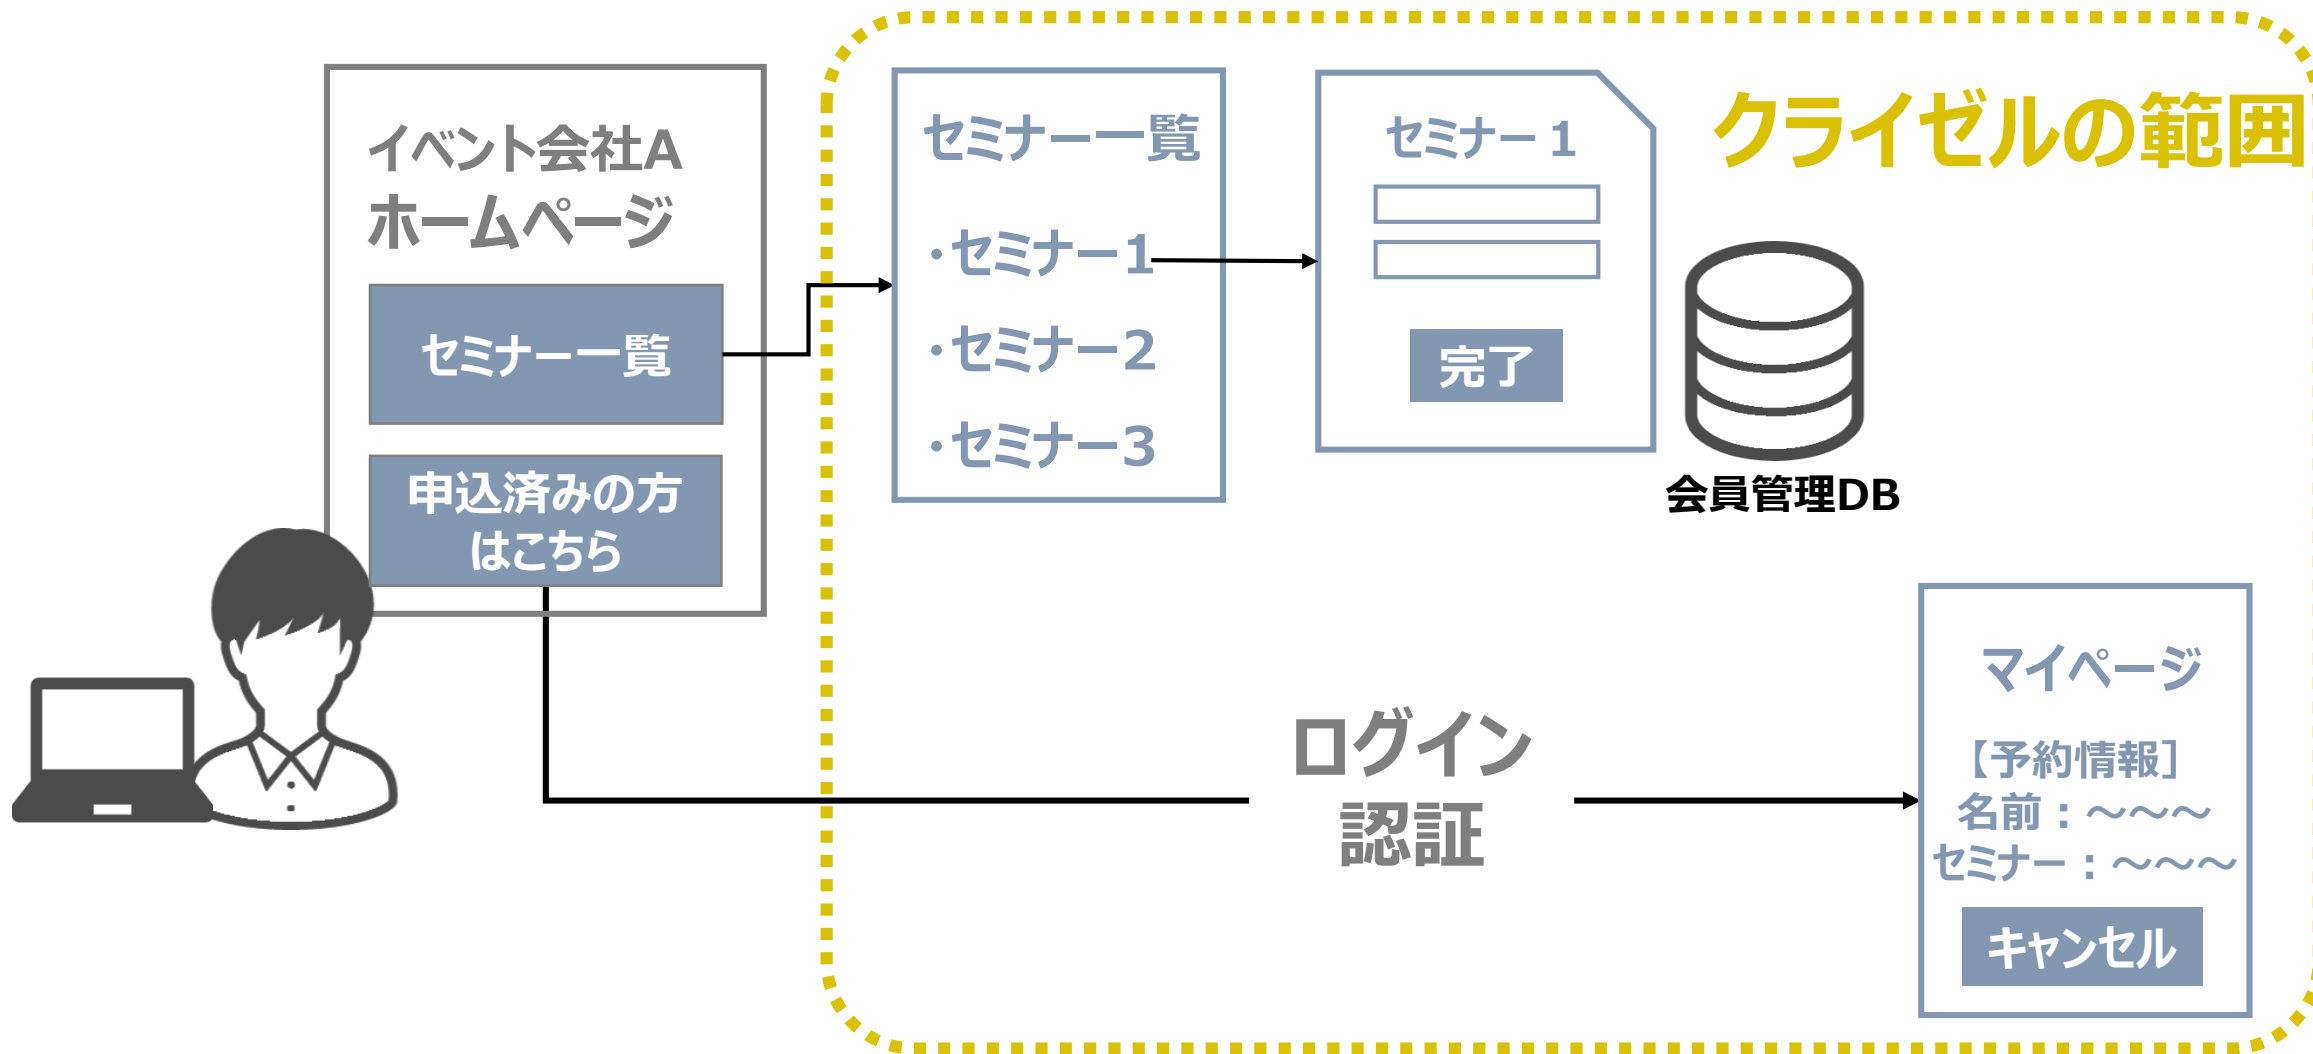 イベント会社A
ホームページ
セミナー一覧
申込済みの方
はこちら
セミナー一覧
・セミナー1
・セミナー2
・セミナー3
セミナー 1
完了
クライゼルの範囲
会員管理DB
ログイン
認証
マイページ
【予約情報］
名前：～～～
セミナー：～～～
キャンセル